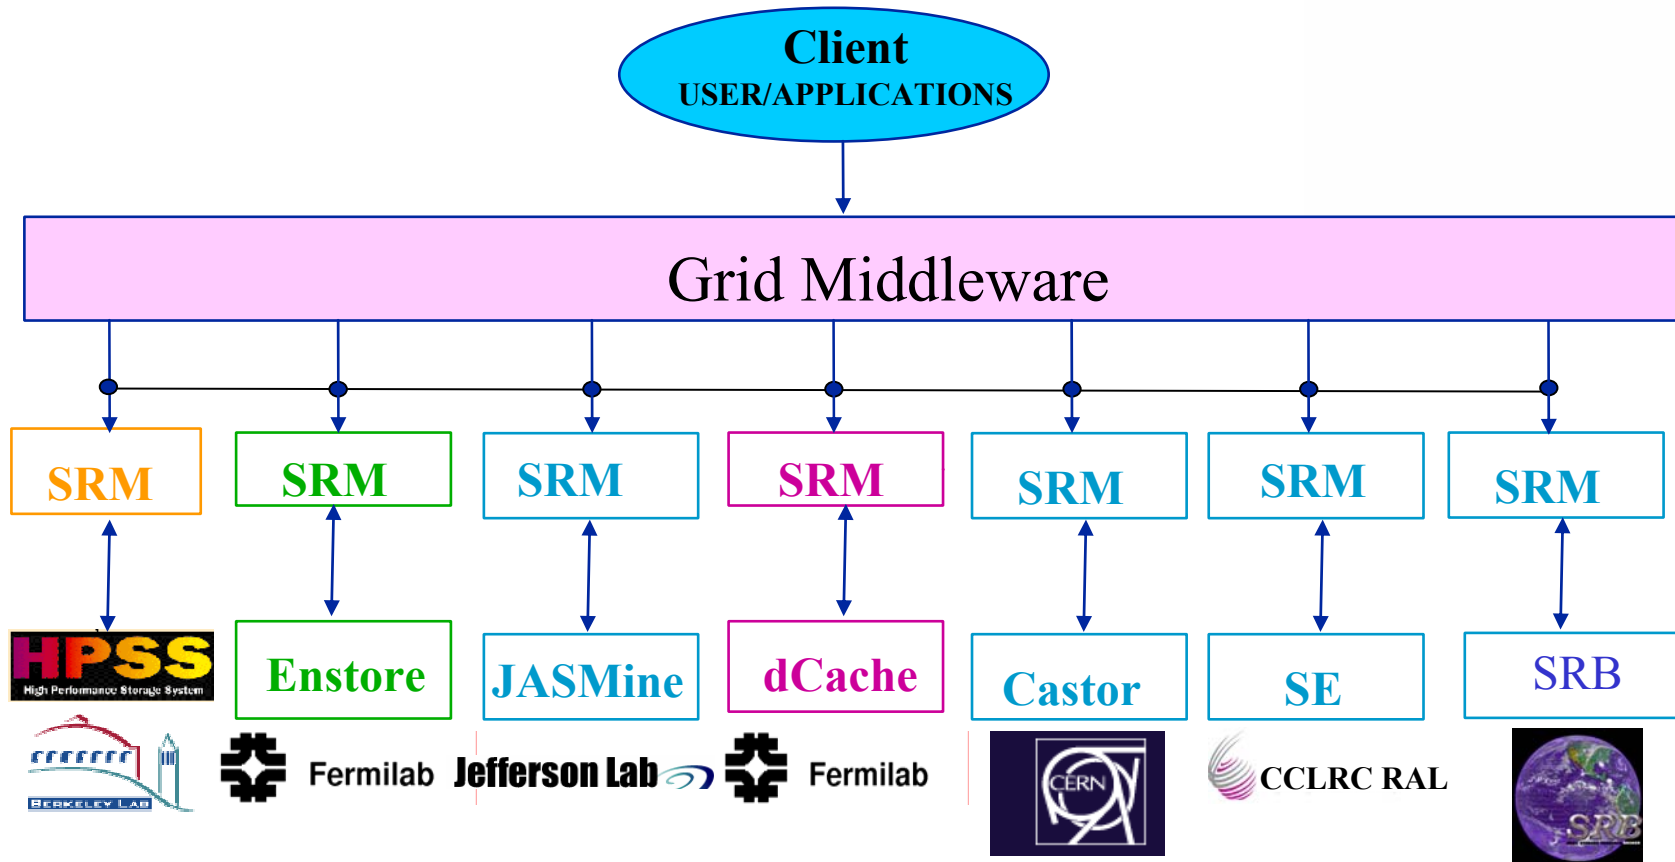 Client
USER/APPLICATIONS
Grid Middleware
SRM
SRM
SRM
SRM
SRM
SRM
SRM
HPSS
High Performance Storage System
Enstore
JASMine
dCache
Castor
SE
SRB
BERKELEY LAB
Fermilab
Jefferson Lab
Fermilab
CERN
CCLRC RAL
SRB